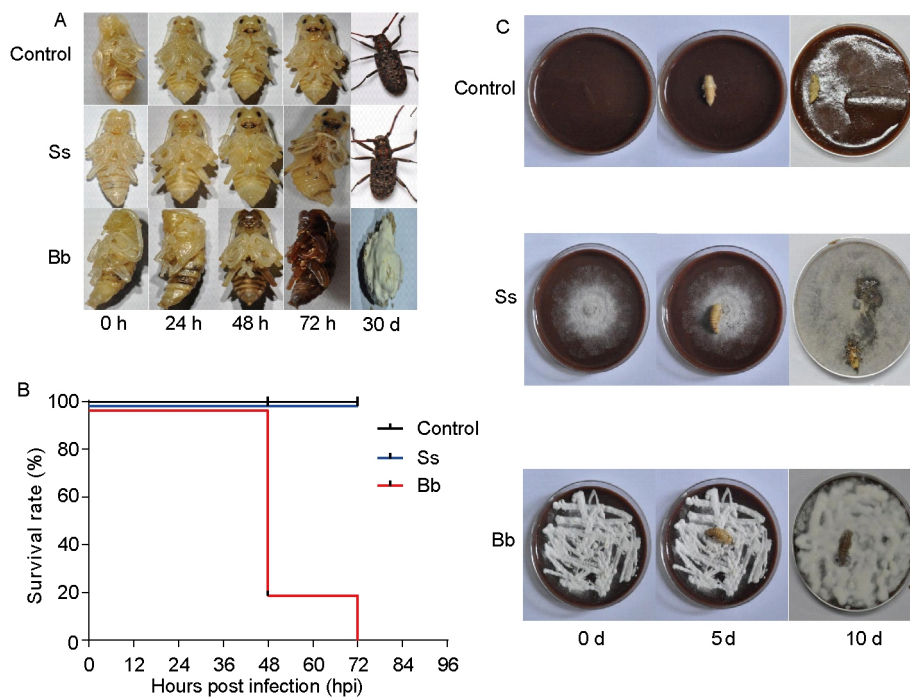 A
Control
Ss
Bb
0 h 24 h 48 h 72 h 30 d
B
100
80
60
40
20
0
Survival rate (%)
Control
Ss
Bb
0 12 24 36 48 60 72 84 96
Hours post infection (hpi)
C
Control
Ss
Bb
0 d 5 d 10 d